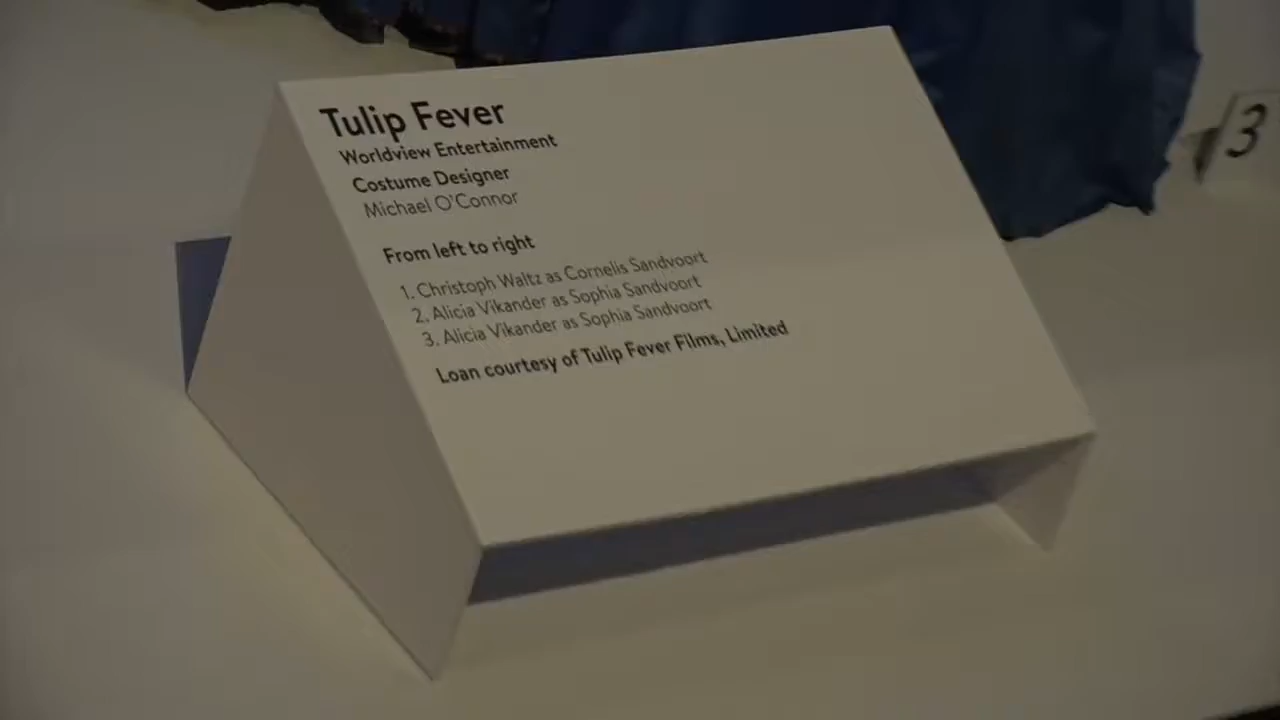 Tulip Fever
Worldview Entertainment
Costume Designer
Michael O'Connor
From left to right
1. Christoph Waltz as Cornelis Sandvoort
2. Alicia Vikander as Sophia Sandvoort
3. Alicia Vikander as Sophia Sandvoort
Loan courtesy of Tulip Fever Films, Limited
3